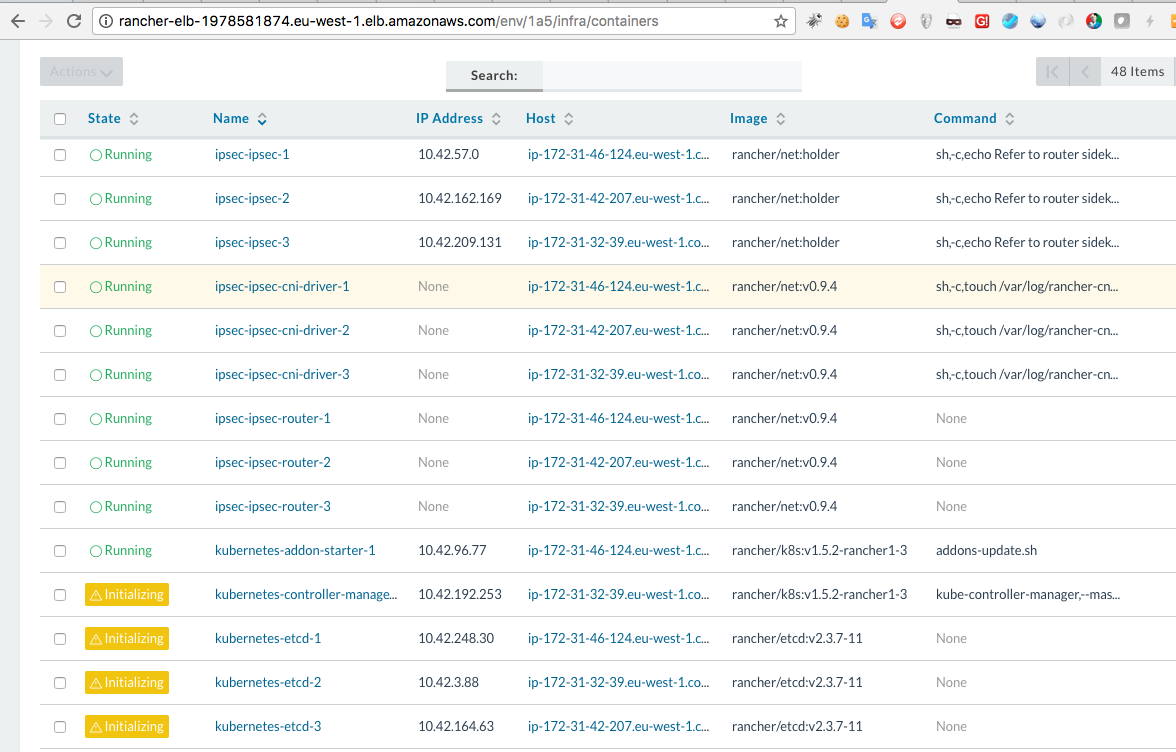 rancher-elb-1978581874.eu-west-1.elb.amazonaws.com/env/1a5/infra/containers
Actions Search: 48 Items
State Name IP Address Host Image Command
Running ipsec-ipsec-1 10.42.57.0 ip-172-31-46-124.eu-west-1.c... rancher/net:holder sh,-c,echo Refer to router sidek...
Running ipsec-ipsec-2 10.42.162.169 ip-172-31-42-207.eu-west-1.c... rancher/net:holder sh,-c,echo Refer to router sidek...
Running ipsec-ipsec-3 10.42.209.131 ip-172-31-32-39.eu-west-1.co... rancher/net:holder sh,-c,echo Refer to router sidek...
Running ipsec-ipsec-cni-driver-1 None ip-172-31-46-124.eu-west-1.c... rancher/net:v0.9.4 sh,-c,touch /var/log/rancher-cn...
Running ipsec-ipsec-cni-driver-2 None ip-172-31-42-207.eu-west-1.c... rancher/net:v0.9.4 sh,-c,touch /var/log/rancher-cn...
Running ipsec-ipsec-cni-driver-3 None ip-172-31-32-39.eu-west-1.co... rancher/net:v0.9.4 sh,-c,touch /var/log/rancher-cn...
Running ipsec-ipsec-router-1 None ip-172-31-46-124.eu-west-1.c... rancher/net:v0.9.4 None
Running ipsec-ipsec-router-2 None ip-172-31-42-207.eu-west-1.c... rancher/net:v0.9.4 None
Running ipsec-ipsec-router-3 None ip-172-31-32-39.eu-west-1.co... rancher/net:v0.9.4 None
Running kubernetes-addon-starter-1 10.42.96.77 ip-172-31-46-124.eu-west-1.c... rancher/k8s:v1.5.2-rancher1-3 addons-update.sh
Initializing kubernetes-controller-manage... 10.42.192.253 ip-172-31-32-39.eu-west-1.co... rancher/k8s:v1.5.2-rancher1-3 kube-controller-manager,--mas...
Initializing kubernetes-etcd-1 10.42.248.30 ip-172-31-46-124.eu-west-1.c... rancher/etcd:v2.3.7-11 None
Initializing kubernetes-etcd-2 10.42.3.88 ip-172-31-32-39.eu-west-1.co... rancher/etcd:v2.3.7-11 None
Initializing kubernetes-etcd-3 10.42.164.63 ip-172-31-42-207.eu-west-1.c... rancher/etcd:v2.3.7-11 None